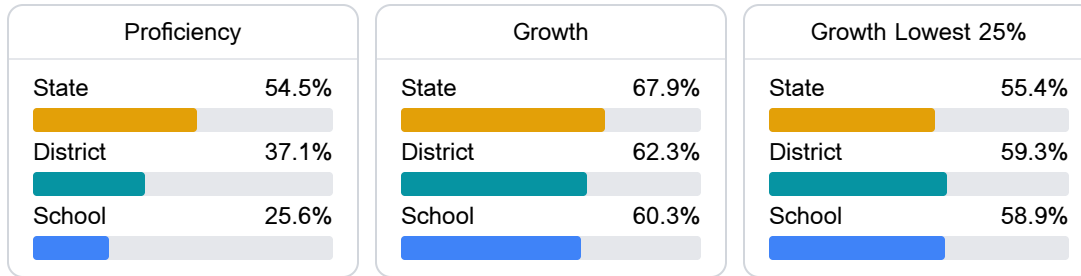 Proficiency
State 54.5%
District 37.1%
School 25.6%
Growth
State 67.9%
District 62.3%
School 60.3%
Growth Lowest 25%
State 55.4%
District 59.3%
School 58.9%